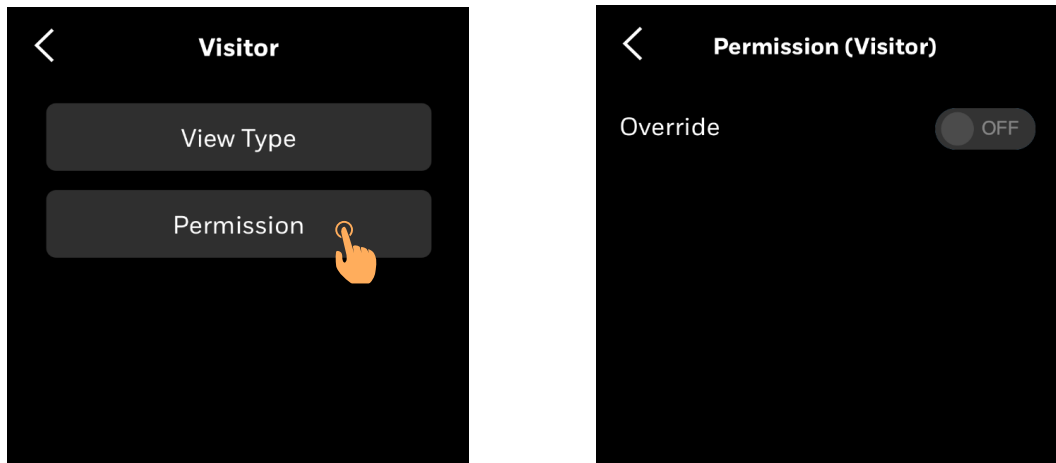 Visitor
View Type
Permission
Permission (Visitor)
Override OFF